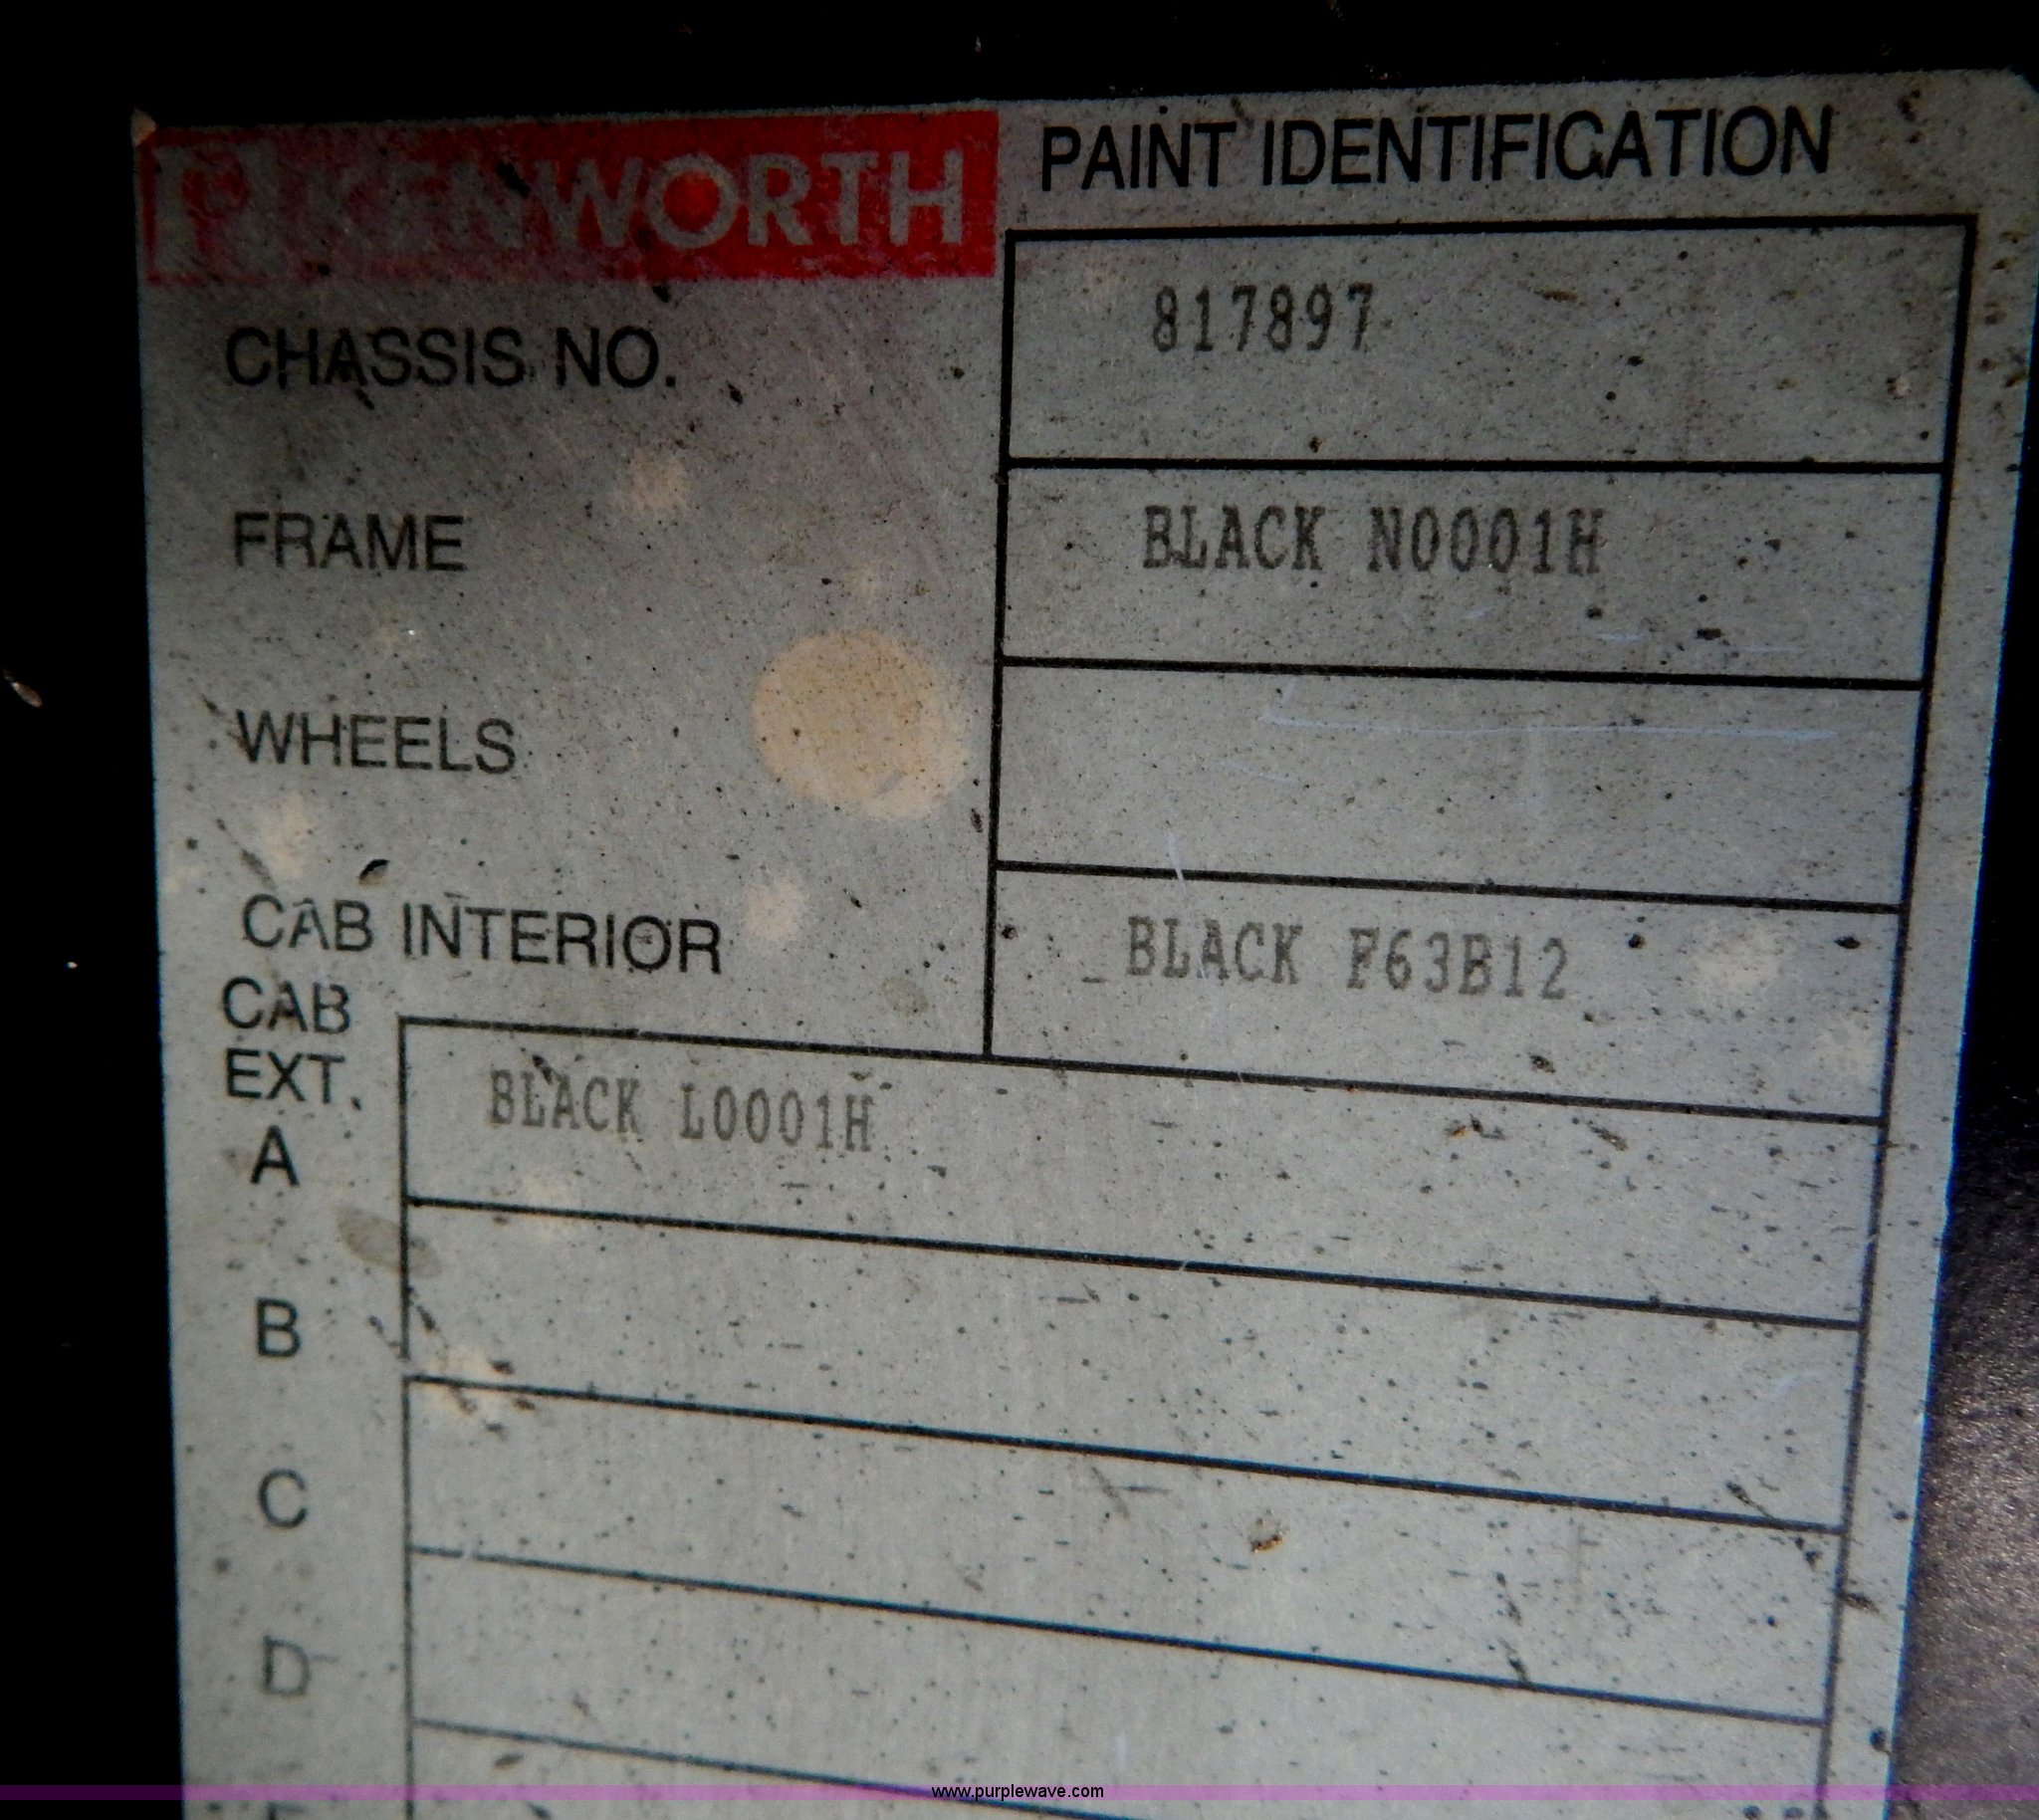 KENWORTH PAINT IDENTIFICATION
CHASSIS NO. 817897
FRAME BLACK N0001H
WHEELS
CAB INTERIOR BLACK F63B12
CAB
EXT.
A BLACK L0001H
B
C
D
www.purplewave.com